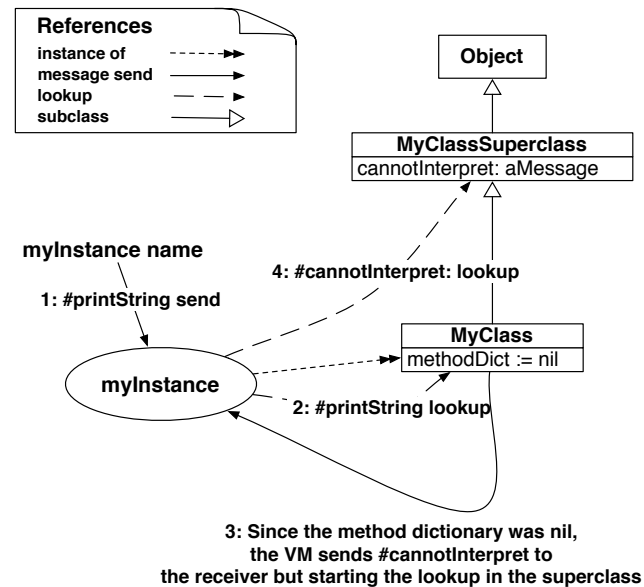 References
instance of
message send
lookup
subclass
Object
MyClassSuperclass
cannotInterpret: aMessage
myInstance name
4: #cannotInterpret: lookup
1: #printString send
MyClass
methodDict := nil
myInstance
2: #printString lookup
3: Since the method dictionary was nil,
the VM sends #cannotInterpret to
the receiver but starting the lookup in the superclass